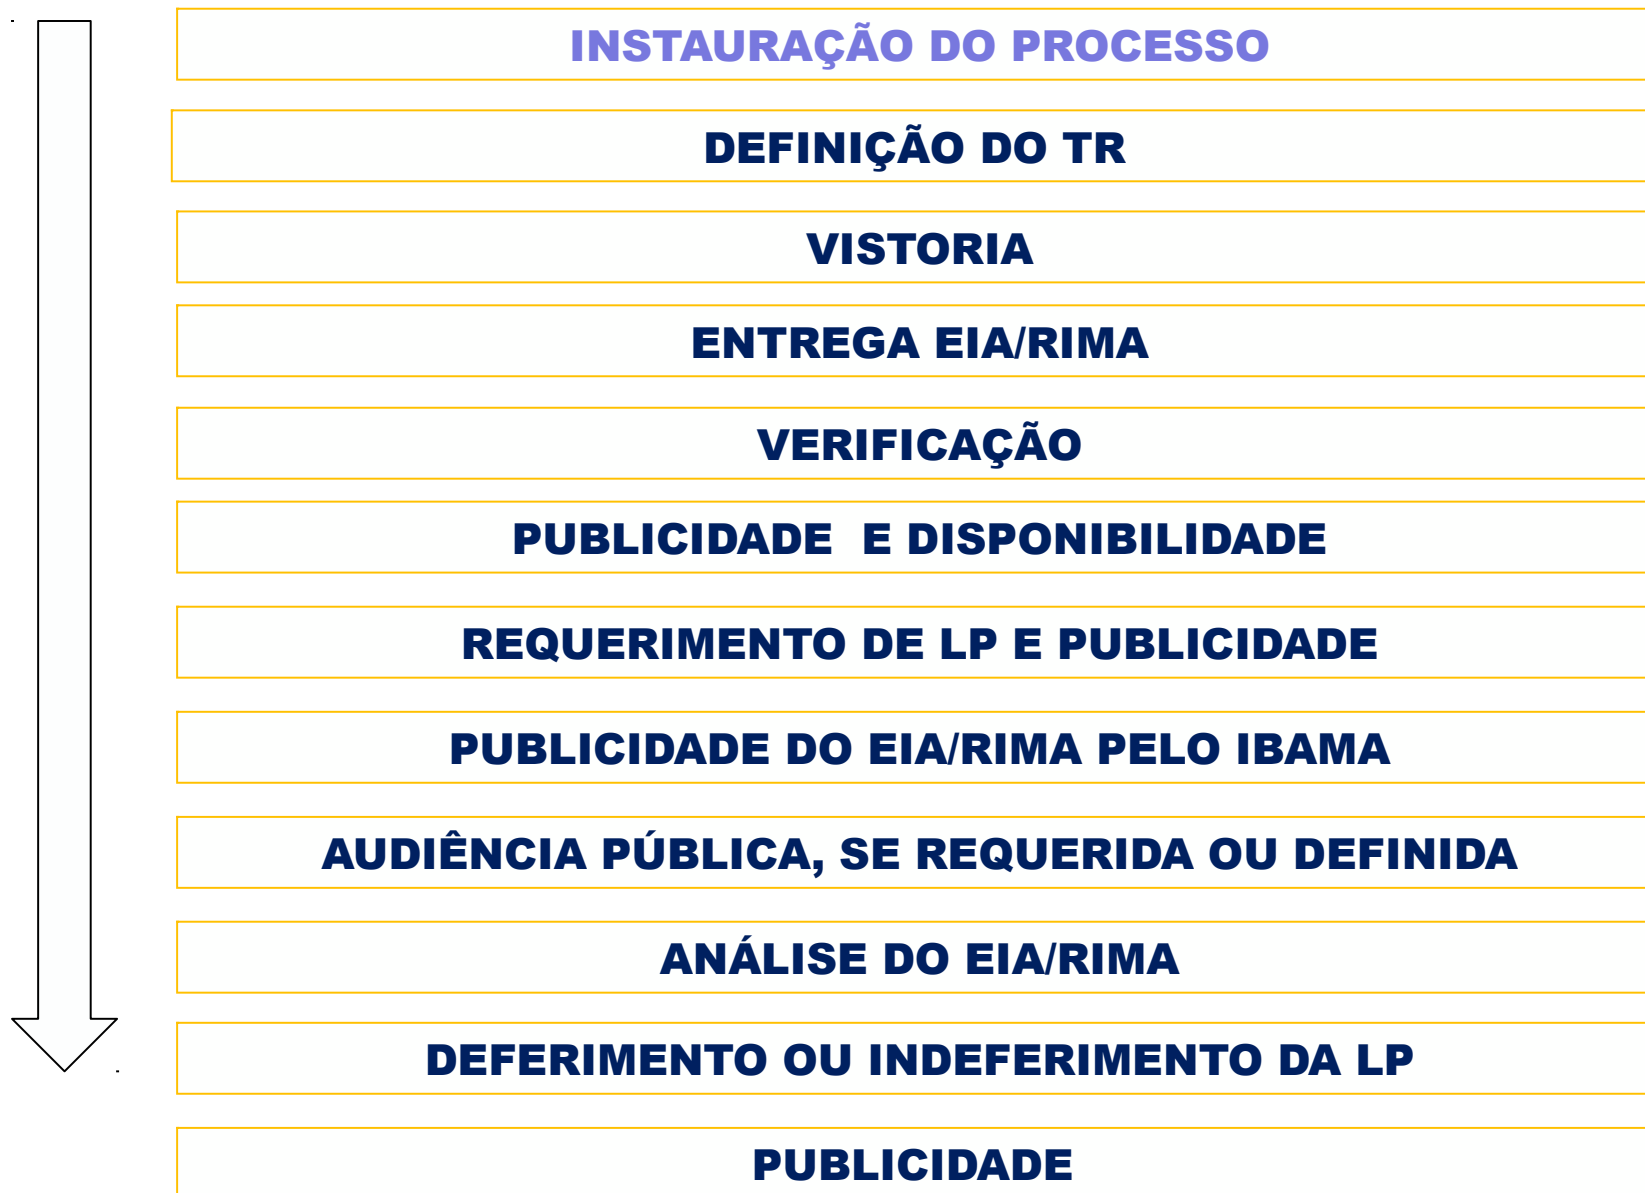 INSTAURAÇÃO DO PROCESSO
DEFINIÇÃO DO TR
VISTORIA
ENTREGA EIA/RIMA
VERIFICAÇÃO
PUBLICIDADE  E DISPONIBILIDADE
REQUERIMENTO DE LP E PUBLICIDADE
PUBLICIDADE DO EIA/RIMA PELO IBAMA
AUDIÊNCIA PÚBLICA, SE REQUERIDA OU DEFINIDA
ANÁLISE DO EIA/RIMA
DEFERIMENTO OU INDEFERIMENTO DA LP
PUBLICIDADE